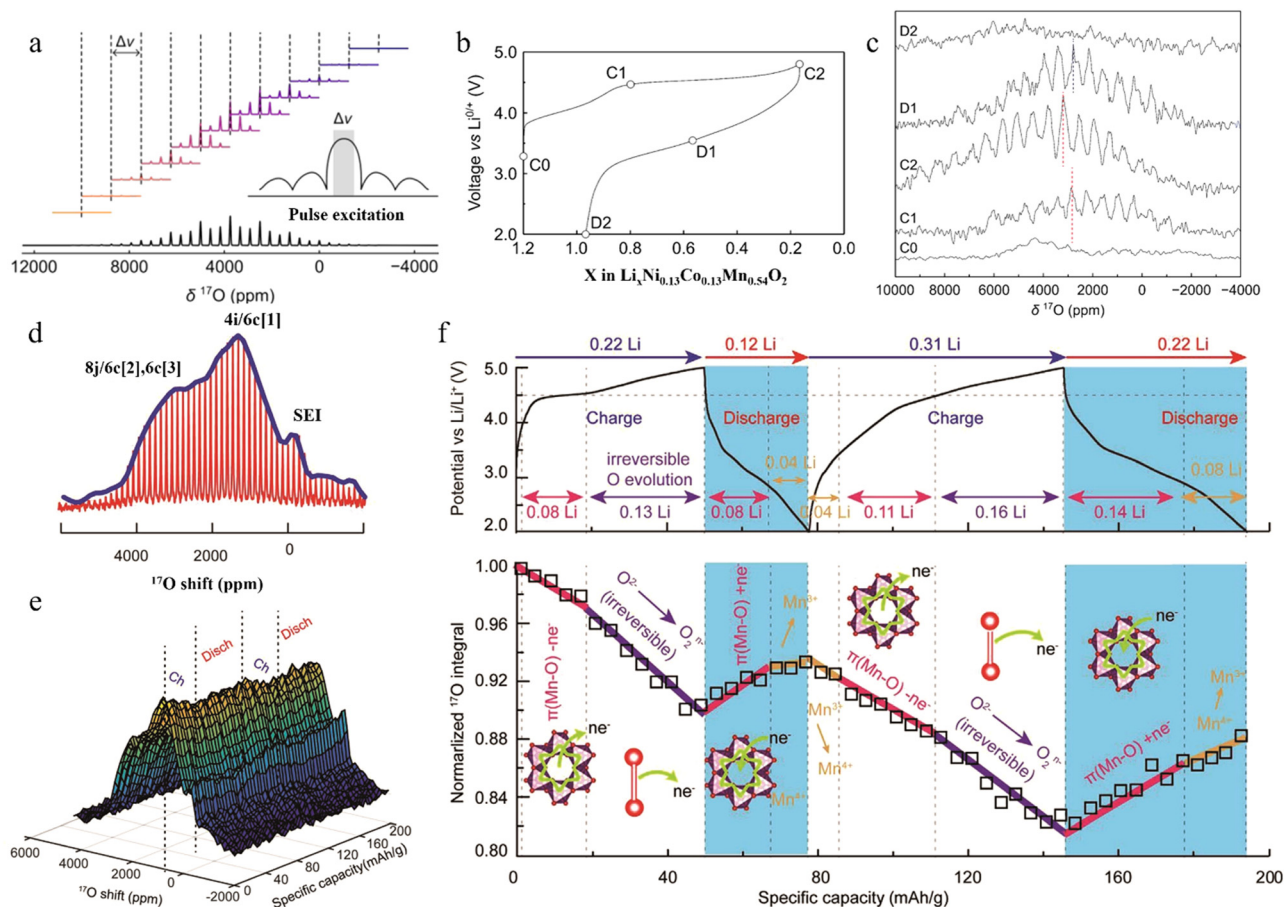 a
Δν
Δν
Pulse excitation
12000 8000 4000 0 −4000
δ ¹⁷O (ppm)
b
Voltage vs Li⁰/⁺ (V)
5.0
4.0
3.0
2.0
C1
C2
C0
D1
D2
1.2 1.0 0.8 0.6 0.4 0.2 0.0
X in LiₓNi₀.₁₃Co₀.₁₃Mn₀.₅₄O₂
c
D2
D1
C2
C1
C0
10000 8000 6000 4000 2000 0 −2000 −4000
δ ¹⁷O (ppm)
d
4i/6c[1]
8j/6c[2],6c[3]
SEI
4000 2000 0
¹⁷O shift (ppm)
e
Ch
Disch
Ch
Disch
6000 4000 2000 0 -2000
¹⁷O shift (ppm)
0 40 80 120 160 200
Specific capacity(mAh/g)
f
0.22 Li 0.12 Li 0.31 Li 0.22 Li
Potential vs Li/Li⁺ (V)
5.0
4.0
3.0
2.0
Charge Discharge Charge Discharge
irreversible
O evolution
0.04 Li
0.08 Li
0.08 Li 0.13 Li 0.08 Li 0.04 Li 0.11 Li 0.16 Li 0.14 Li
Normarlized ¹⁷O integral
1.00
0.96
0.92
0.88
0.84
0.80
π(Mn-O) -ne⁻
O²⁻
O₂ⁿ⁻
(irreversible)
π(Mn-O) +ne⁻
Mn³⁺
Mn⁴⁺
Mn³⁺
Mn⁴⁺
π(Mn-O) -ne⁻
O²⁻
O₂ⁿ⁻
(irreversible)
π(Mn-O) +ne⁻
Mn³⁺
Mn⁴⁺
ne⁻
ne⁻
ne⁻
ne⁻
ne⁻
ne⁻
0 40 80 120 160 200
Specific capacity (mAh/g)